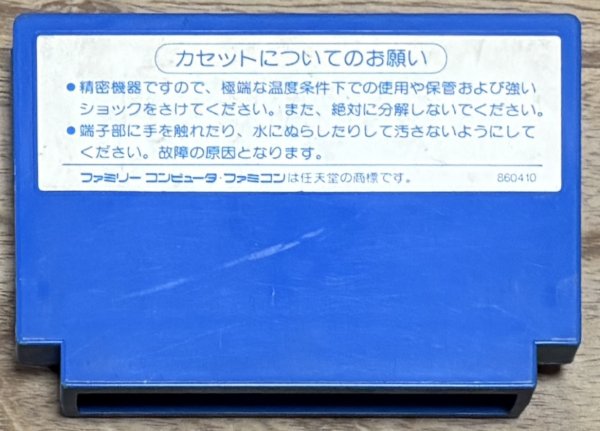 カセットについてのお願い
●精密機器ですので、極端な温度条件下での使用や保管および強い
ショックをさけてください。また、絶対に分解しないでください。
●端子部に手を触れたり、水にぬらしたりして汚さないようにして
ください。故障の原因となります。
ファミリー コンピュータ・ファミコンは任天堂の商標です。 860410